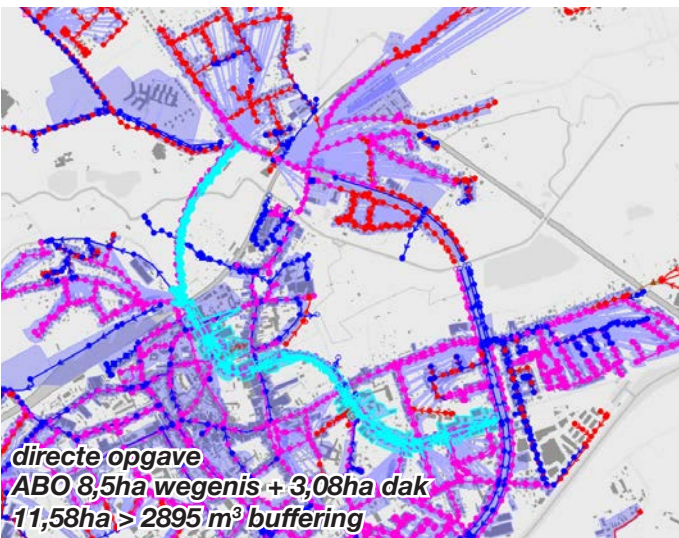 directe opgave
ABO 8,5ha wegenis + 3,08ha dak
11,58ha > 2895 m³ buffering